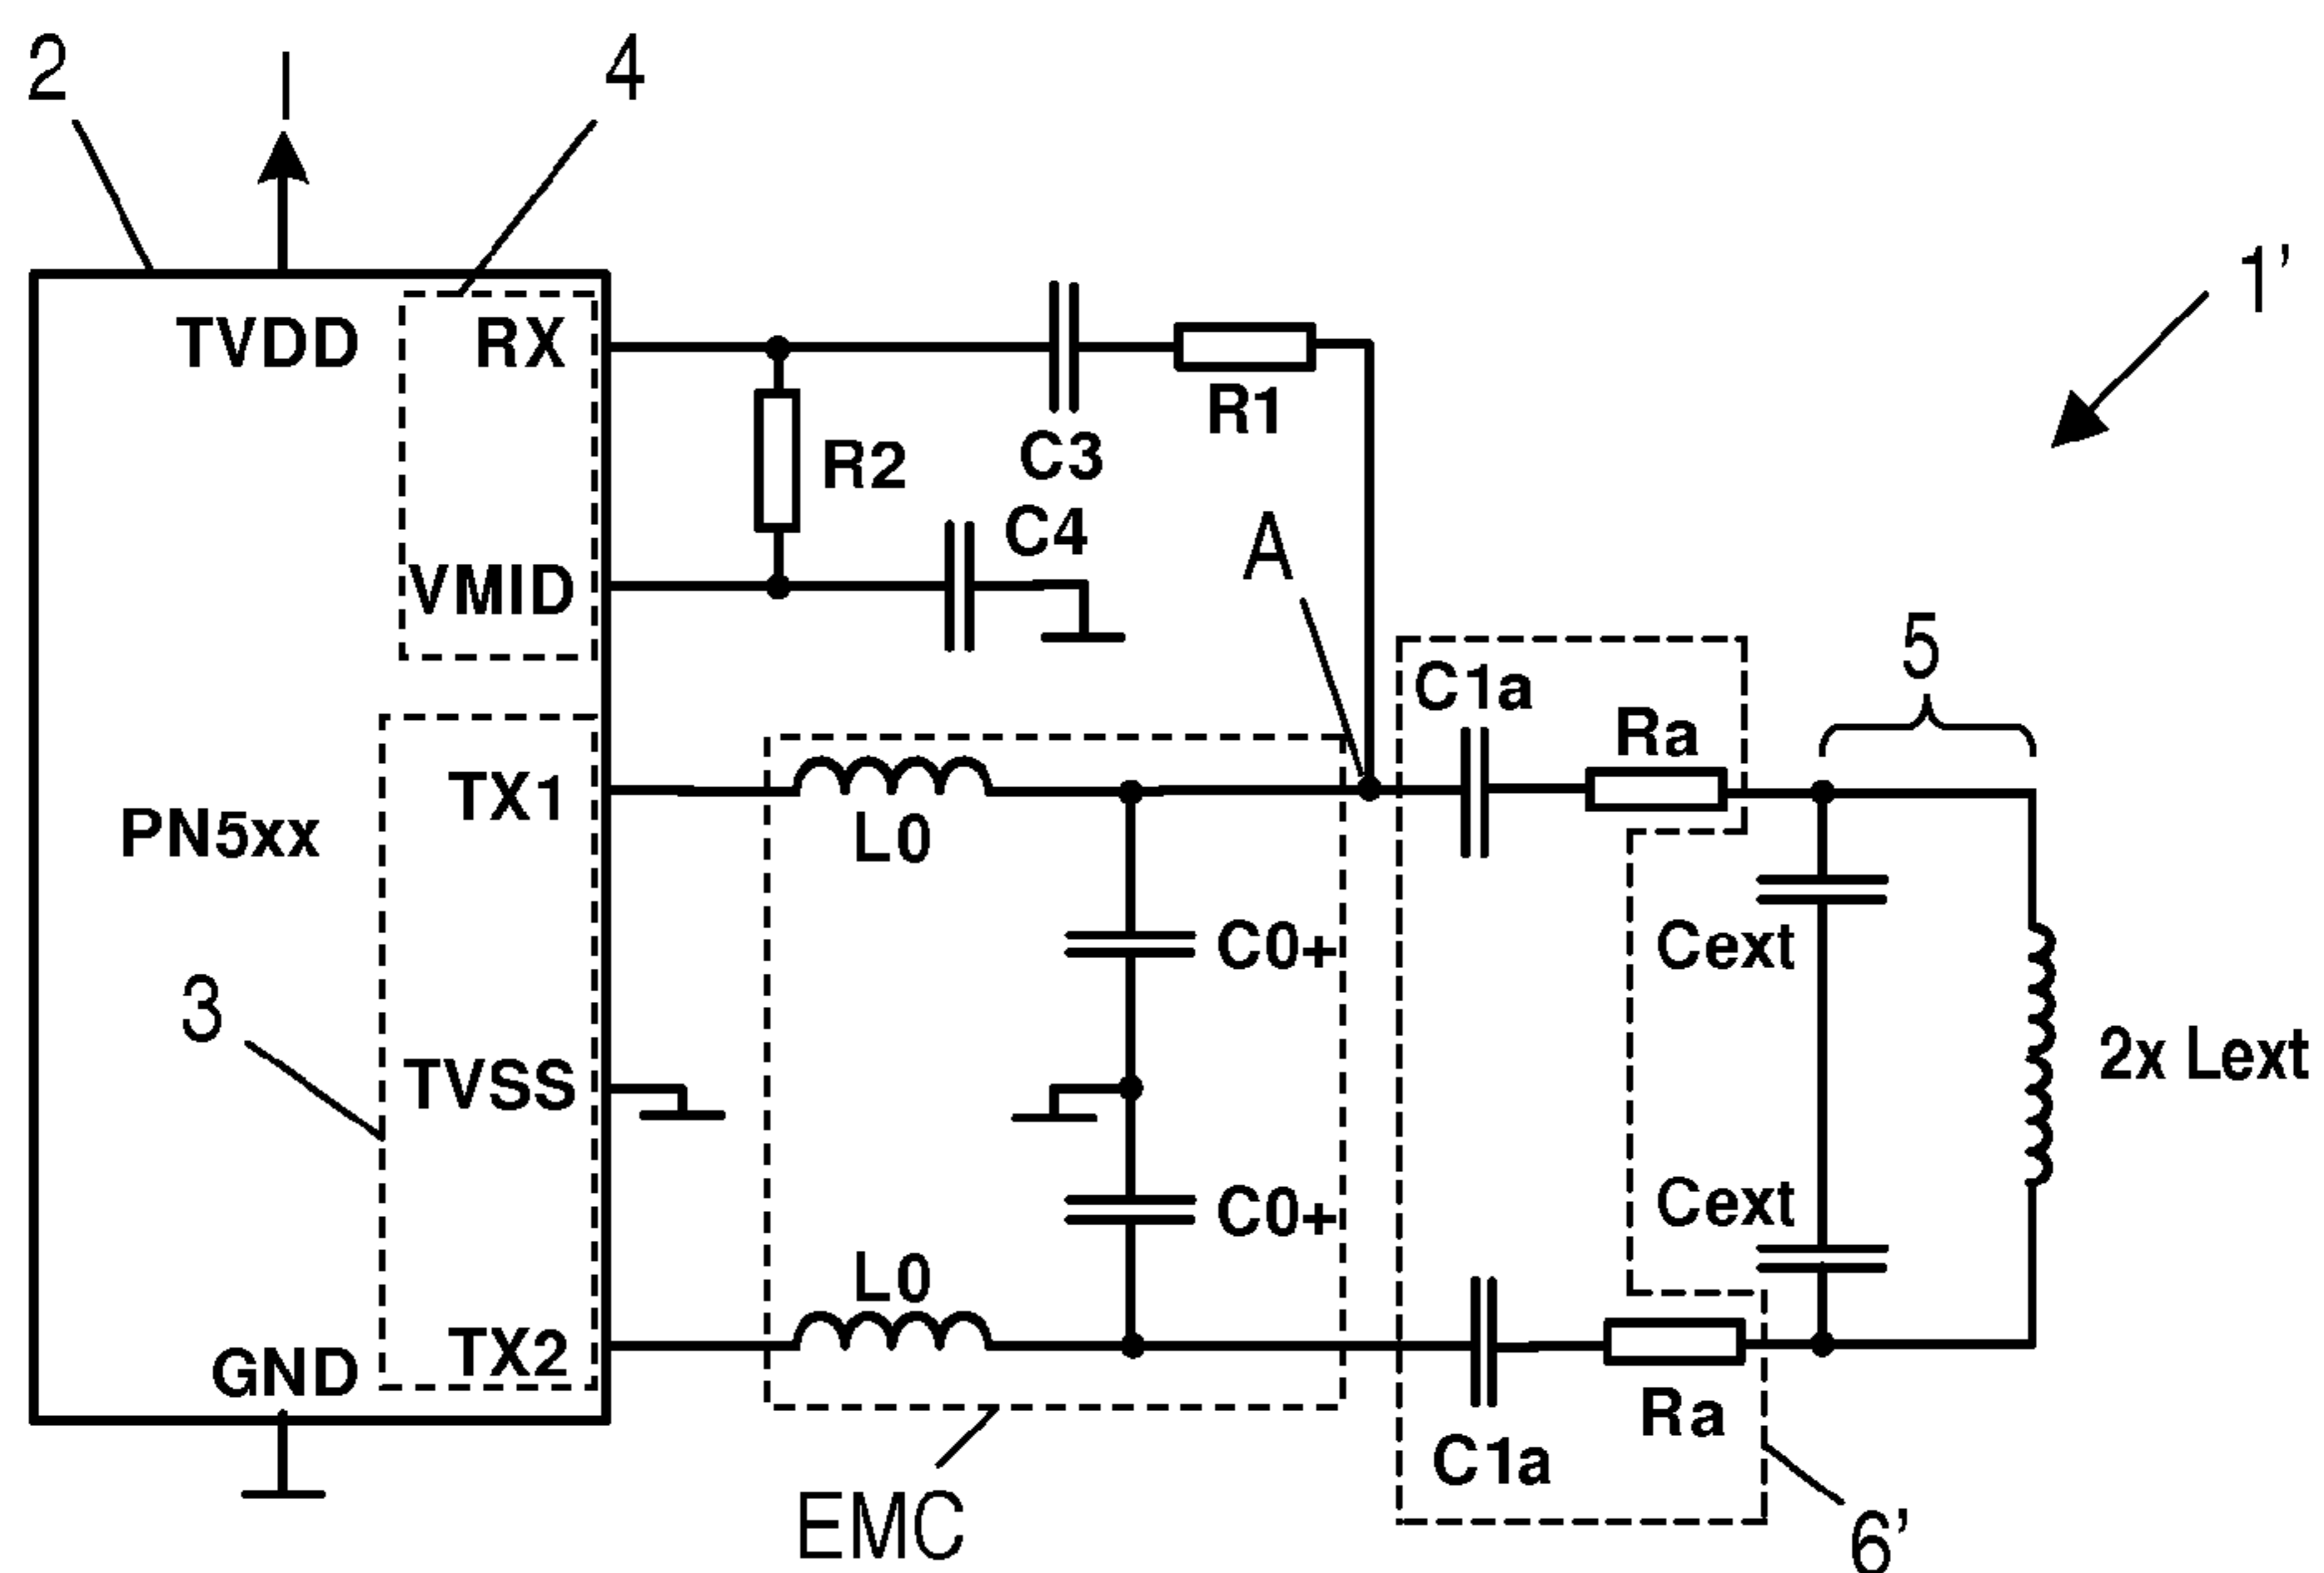 2
I
4
1’
TVDD
RX
R1
C3
R2
C4
A
VMID
5
C1a
Ra
TX1
PN5xx
L0
C0+
Cext
3
TVSS
2x Lext
C0+
Cext
L0
TX2
GND
Ra
C1a
EMC
6’